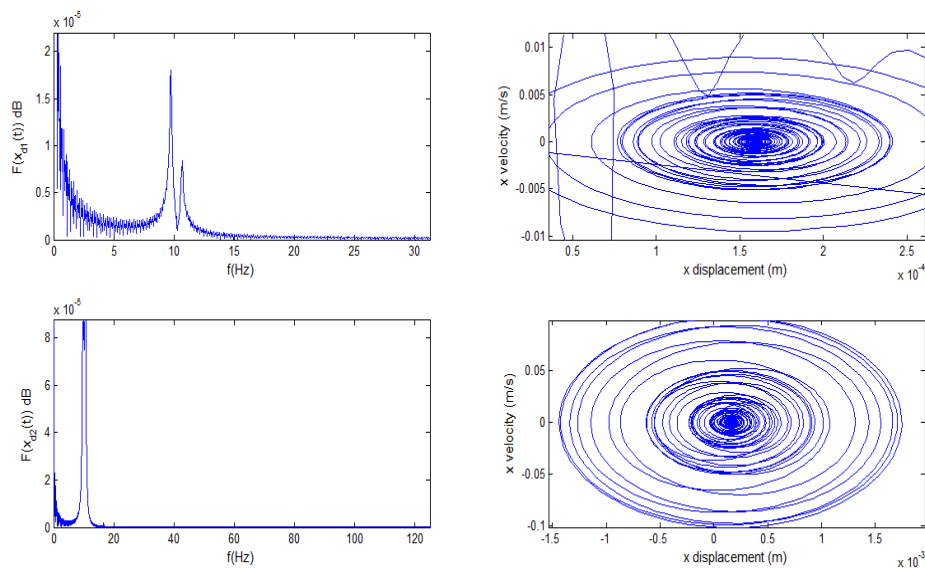 x 10^-5
2
1.5
1
0.5
0
F(x_d1(t)) dB
0 5 10 15 20 25 30
f(Hz)
0.01
0.005
0
-0.005
-0.01
x velocity (m/s)
0.5 1 1.5 2 2.5
x 10^-4
x displacement (m)
x 10^-5
8
6
4
2
0
F(x_d2(t)) dB
0 20 40 60 80 100 120
f(Hz)
0.05
0
-0.05
-0.1
x velocity (m/s)
-1.5 -1 -0.5 0 0.5 1 1.5
x 10^-3
x displacement (m)